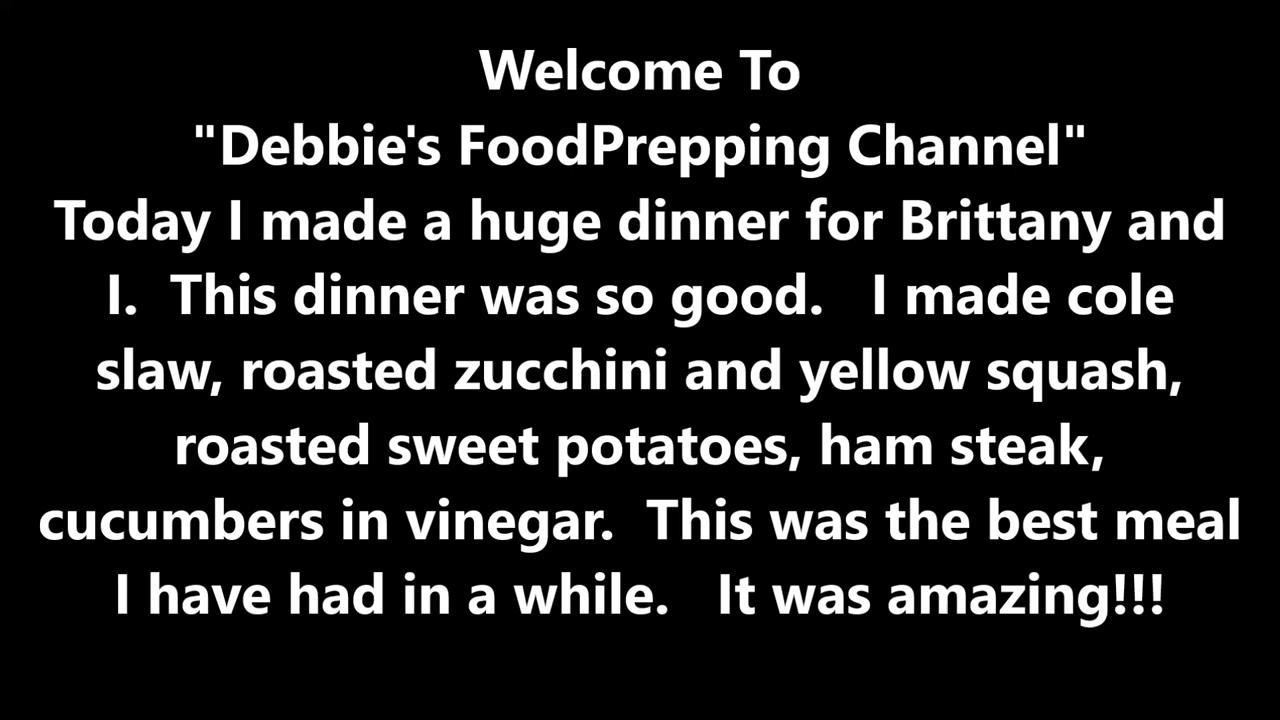 Welcome To
"Debbie's FoodPrepping Channel"
Today I made a huge dinner for Brittany and
I.  This dinner was so good.   I made cole
slaw, roasted zucchini and yellow squash,
roasted sweet potatoes, ham steak,
cucumbers in vinegar.  This was the best meal
I have had in a while.   It was amazing!!!